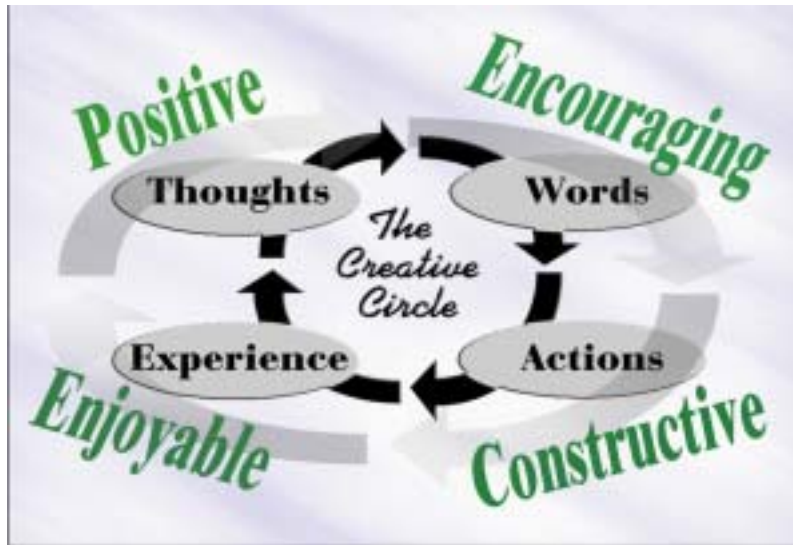 Positive
Encouraging
Thoughts
Words
The
Creative
Circle
Experience
Actions
Enjoyable
Constructive